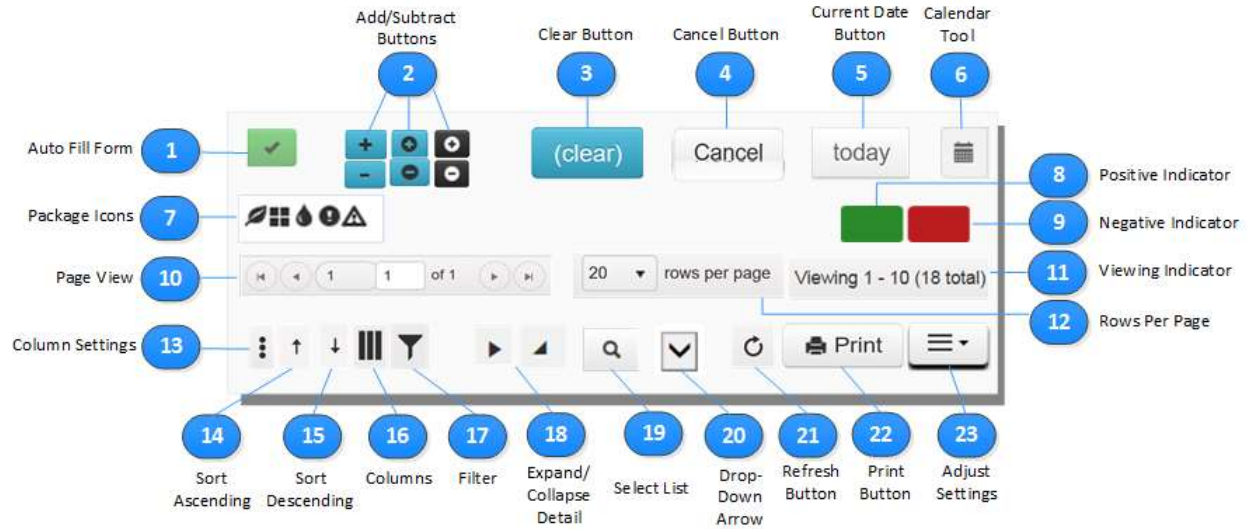 Add/Subtract
Buttons
Clear Button
Cancel Button
Current Date
Button
Calendar
Tool
2
3
4
5
6
Auto Fill Form
1
+
-
(clear)
Cancel
today
8
Positive Indicator
Package Icons
7
9
Negative Indicator
Page View
10
1
1
of 1
20
rows per page
Viewing 1 - 10 (18 total)
11
Viewing Indicator
12
Rows Per Page
Column Settings
13
Print
14
15
16
17
18
19
20
21
22
23
Sort
Ascending
Sort
Descending
Columns
Filter
Expand/
Collapse
Detail
Select List
Drop-
Down
Arrow
Refresh
Button
Print
Button
Adjust
Settings